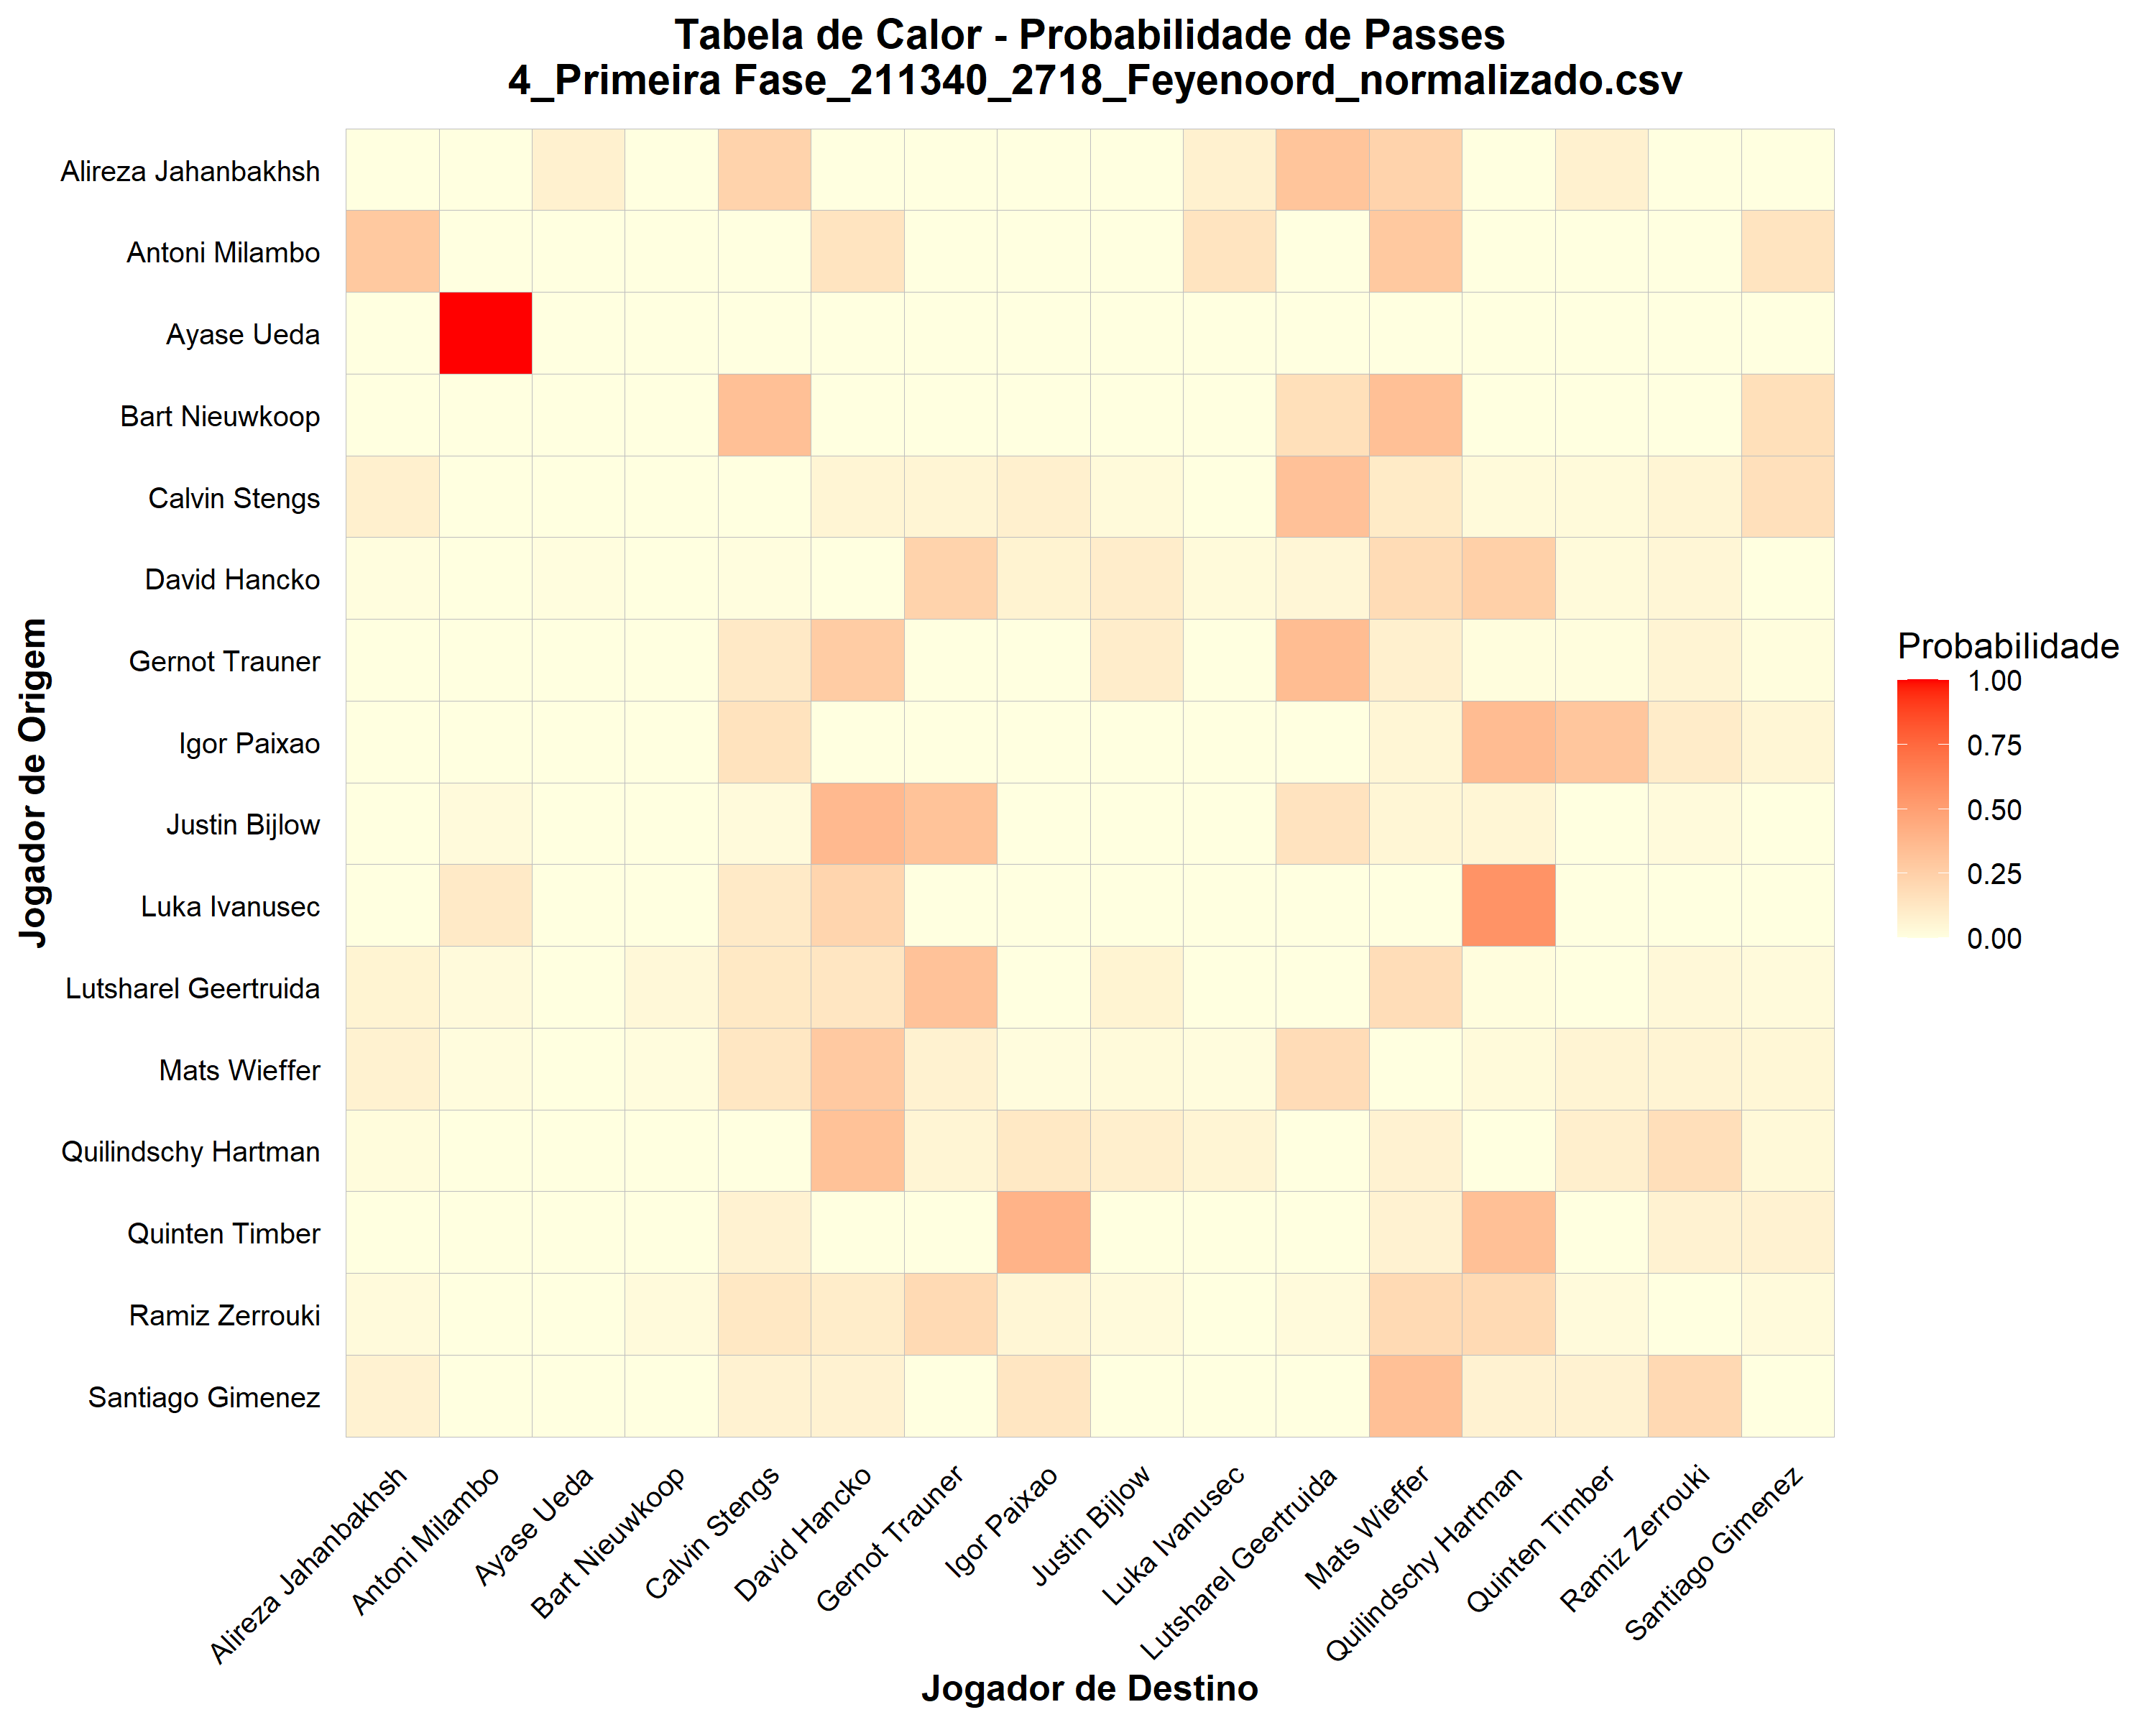 Tabela de Calor - Probabilidade de Passes
4_Primeira Fase_211340_2718_Feyenoord_normalizado.csv
Jogador de Origem
Alireza Jahanbakhsh
Antoni Milambo
Ayase Ueda
Bart Nieuwkoop
Calvin Stengs
David Hancko
Gernot Trauner
Igor Paixao
Justin Bijlow
Luka Ivanusec
Lutsharel Geertruida
Mats Wieffer
Quilindschy Hartman
Quinten Timber
Ramiz Zerrouki
Santiago Gimenez
Alireza Jahanbakhsh
Antoni Milambo
Ayase Ueda
Bart Nieuwkoop
Calvin Stengs
David Hancko
Gernot Trauner
Igor Paixao
Justin Bijlow
Luka Ivanusec
Lutsharel Geertruida
Mats Wieffer
Quilindschy Hartman
Quinten Timber
Ramiz Zerrouki
Santiago Gimenez
Jogador de Destino
Probabilidade
1.00
0.75
0.50
0.25
0.00